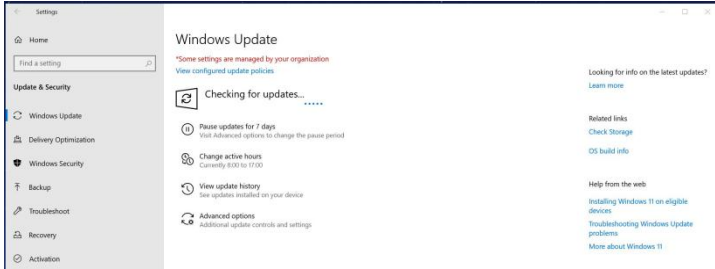 Settings
Home
Find a setting
Update & Security
Windows Update
Delivery Optimization
Windows Security
Backup
Troubleshoot
Recovery
Activation
Windows Update
*Some settings are managed by your organization
View configured update policies
Checking for updates...
Pause updates for 7 days
Visit Advanced options to change the pause period
Change active hours
Currently 8:00 to 17:00
View update history
See updates installed on your device
Advanced options
Additional update controls and settings
Looking for info on the latest updates?
Learn more
Related links
Check Storage
OS build info
Help from the web
Installing Windows 11 on eligible
devices
Troubleshooting Windows Update
problems
More about Windows 11